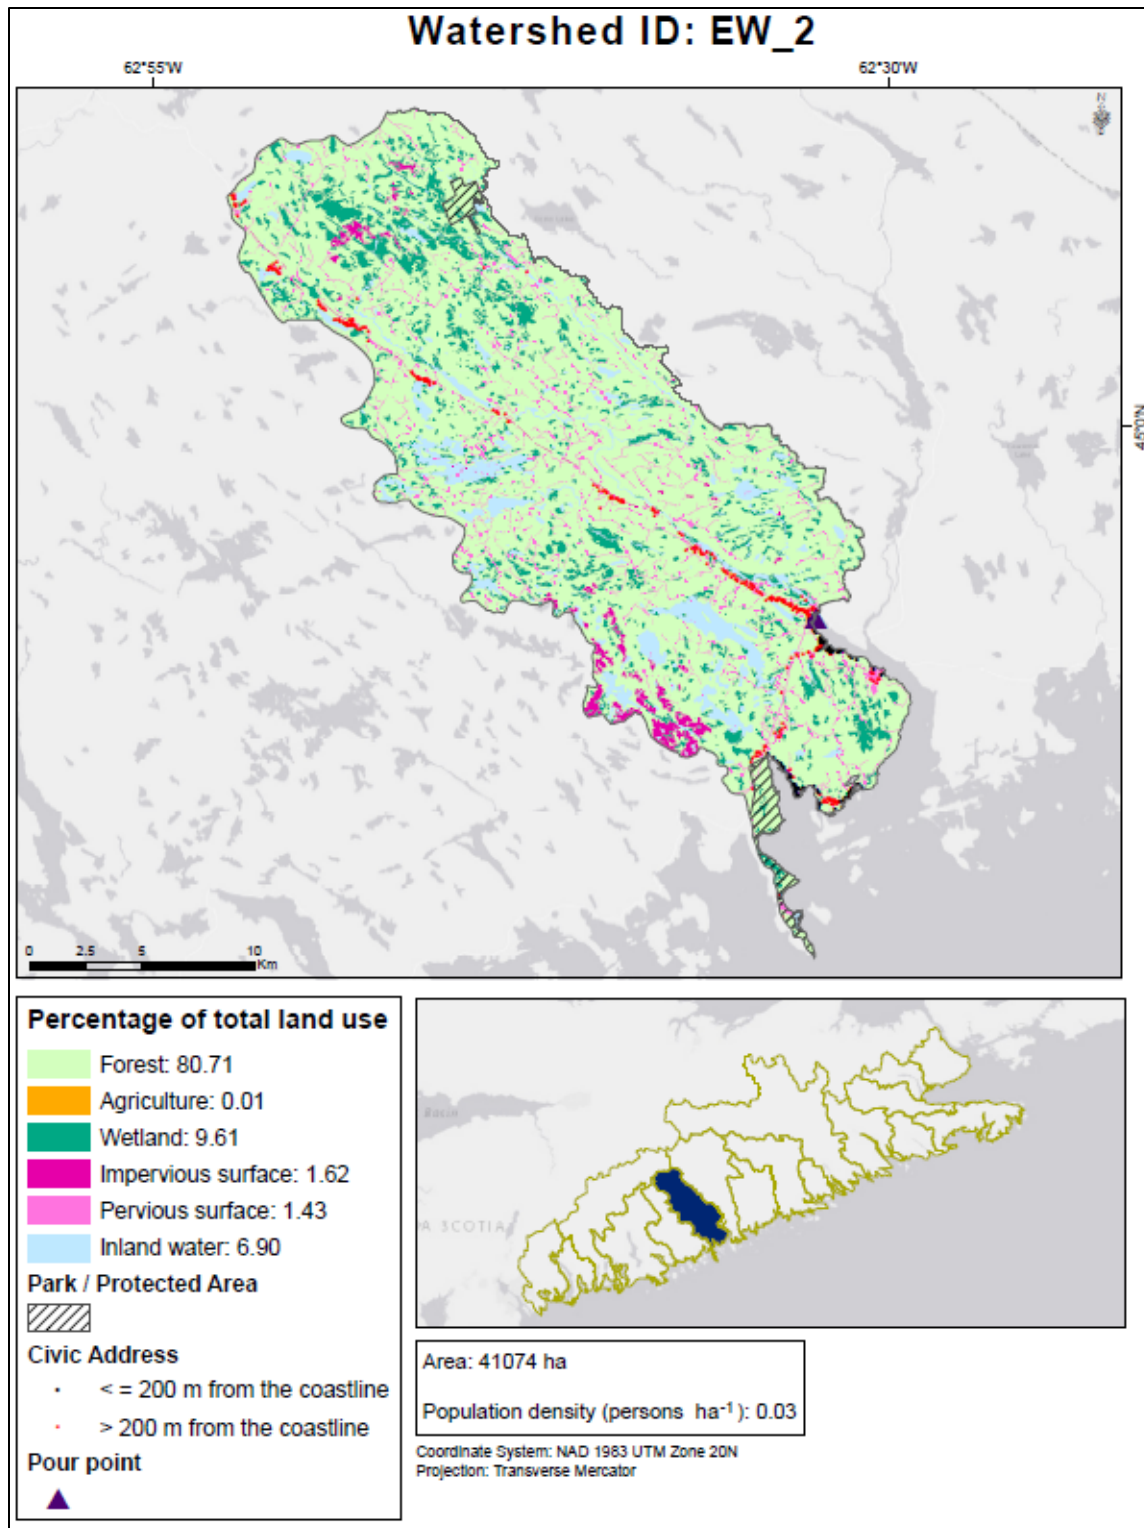 Watershed ID: EW_2
62°55'W
62°30'W
N
45°0'N
0 2.5 5 10
Km
Percentage of total land use
Forest: 80.71
Agriculture: 0.01
Wetland: 9.61
Impervious surface: 1.62
Pervious surface: 1.43
Inland water: 6.90
Park / Protected Area
Civic Address
< = 200 m from the coastline
> 200 m from the coastline
Pour point
Basin
DA SCOTIA
Area: 41074 ha
Population density (persons ha-1): 0.03
Coordinate System: NAD 1983 UTM Zone 20N
Projection: Transverse Mercator